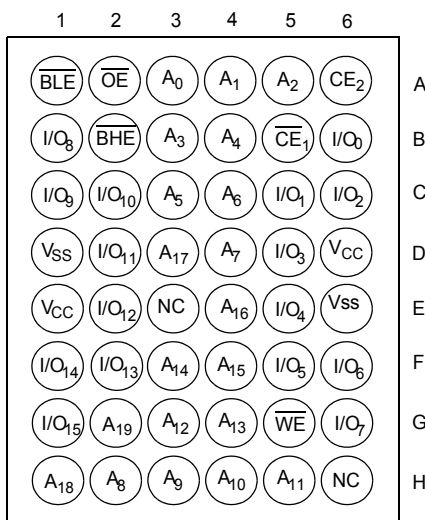 1 2 3 4 5 6
BLE OE A0 A1 A2 CE2 A
I/O8 BHE A3 A4 CE1 I/O0 B
I/O9 I/O10 A5 A6 I/O1 I/O2 C
VSS I/O11 A17 A7 I/O3 VCC D
VCC I/O12 NC A16 I/O4 Vss E
I/O14 I/O13 A14 A15 I/O5 I/O6 F
I/O15 A19 A12 A13 WE I/O7 G
A18 A8 A9 A10 A11 NC H